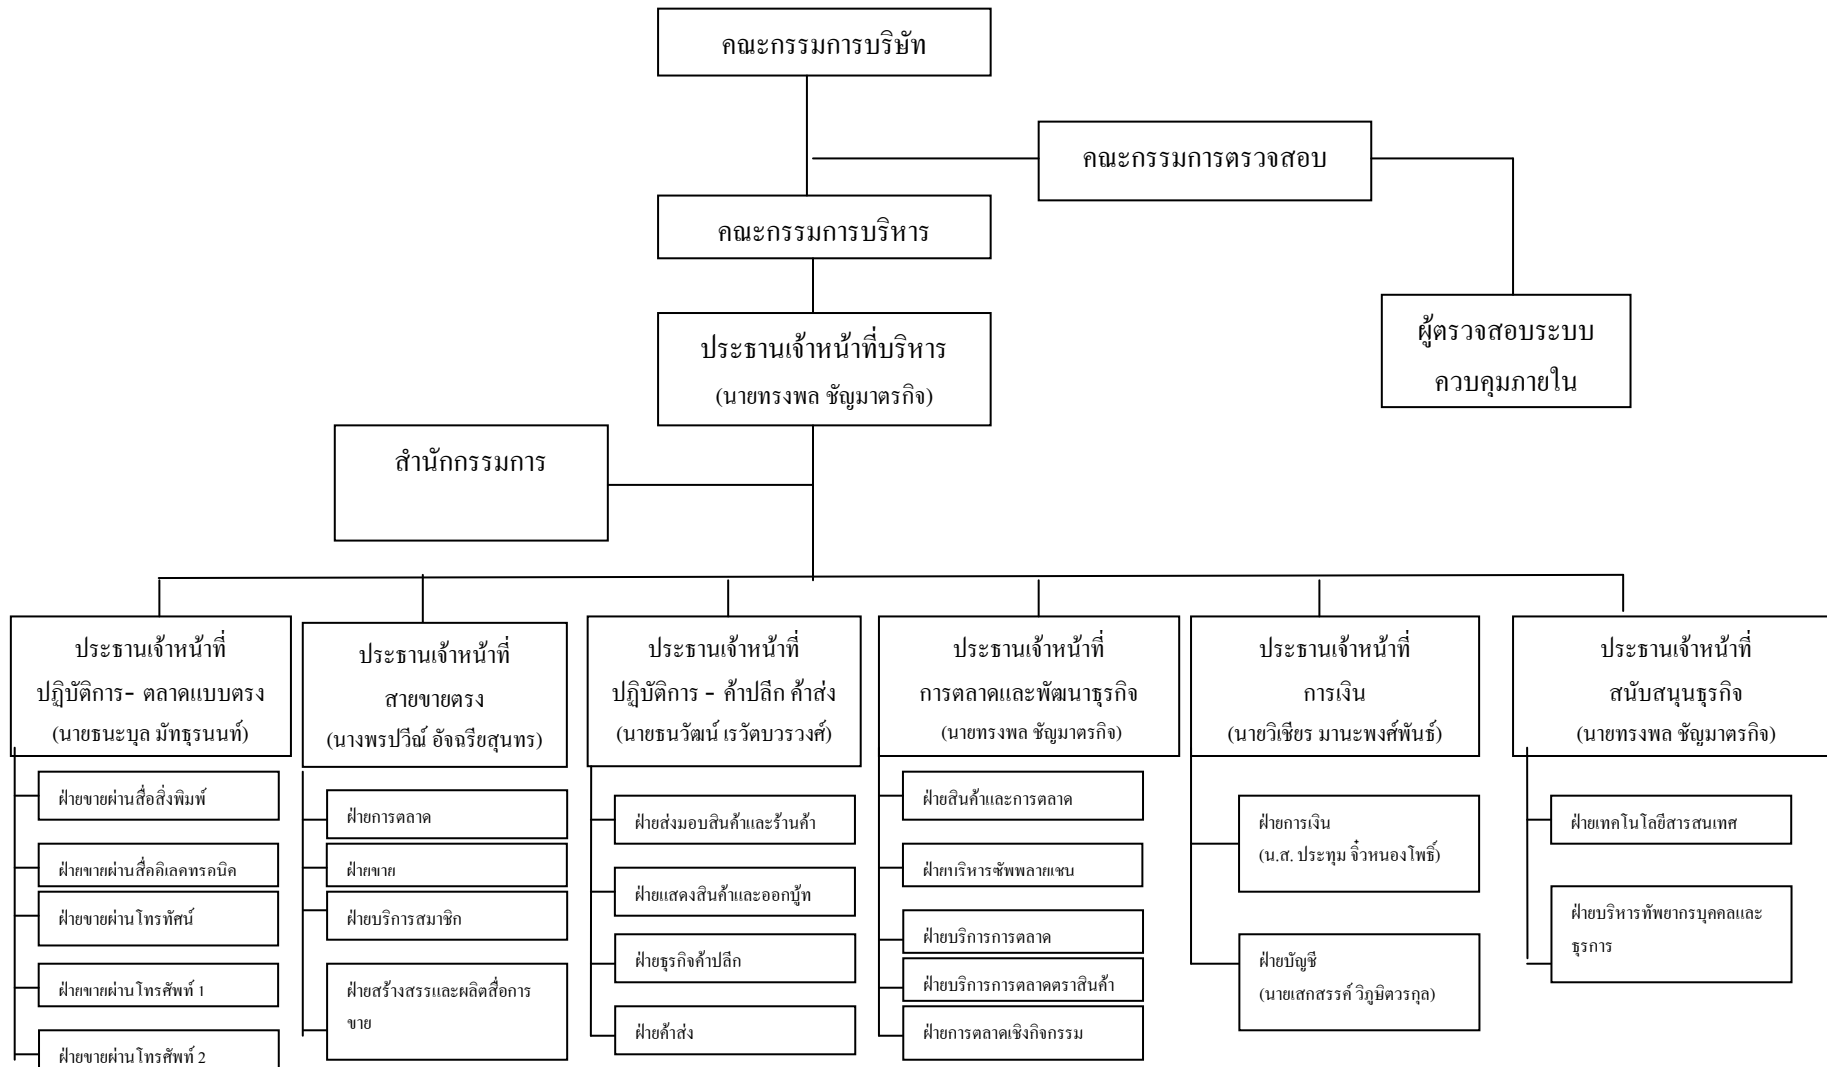 คณะกรรมการบริษัท
คณะกรรมการตรวจสอบ
คณะกรรมการบริหาร
ผู้ตรวจสอบระบบ
ควบคุมภายใน
ประธานเจ้าหน้าที่บริหาร
(นายทรงพล ชัญมาตรกิจ)
สำนักกรรมการ
ประธานเจ้าหน้าที่
ปฏิบัติการ- ตลาดแบบตรง
(นายธนะบุล มัทธุรนนท์)
ฝ่ายขายผ่านสื่อสิ่งพิมพ์
ฝ่ายขายผ่านสื่ออิเลคทรอนิค
ฝ่ายขายผ่านโทรทัศน์
ฝ่ายขายผ่านโทรศัพท์ 1
ฝ่ายขายผ่านโทรศัพท์ 2
ประธานเจ้าหน้าที่
สายขายตรง
(นางพรปวีณ์ อัจฉริยสุนทร)
ฝ่ายการตลาด
ฝ่ายขาย
ฝ่ายบริการสมาชิก
ฝ่ายสร้างสรรและผลิตสื่อการ
ขาย
ประธานเจ้าหน้าที่
ปฏิบัติการ - ค้าปลีก ค้าส่ง
(นายธนวัฒน์ เรวัตบวรวงศ์)
ฝ่ายส่งมอบสินค้าและร้านค้า
ฝ่ายแสดงสินค้าและออกบู้ท
ฝ่ายธุรกิจค้าปลีก
ฝ่ายค้าส่ง
ประธานเจ้าหน้าที่
การตลาดและพัฒนาธุรกิจ
(นายทรงพล ชัญมาตรกิจ)
ฝ่ายสินค้าและการตลาด
ฝ่ายบริหารซัพพลายเชน
ฝ่ายบริการการตลาด
ฝ่ายบริการการตลาดตราสินค้า
ฝ่ายการตลาดเชิงกิจกรรม
ประธานเจ้าหน้าที่
การเงิน
(นายวิเชียร มานะพงศ์พันธ์)
ฝ่ายการเงิน
(น.ส. ประทุม จิ๋วหนองโพธิ์)
ฝ่ายบัญชี
(นายเสกสรรค์ วิภูษิตวรกุล)
ประธานเจ้าหน้าที่
สนับสนุนธุรกิจ
(นายทรงพล ชัญมาตรกิจ)
ฝ่ายเทคโนโลยีสารสนเทศ
ฝ่ายบริหารทัพยากรบุคคลและ
ธุรการ